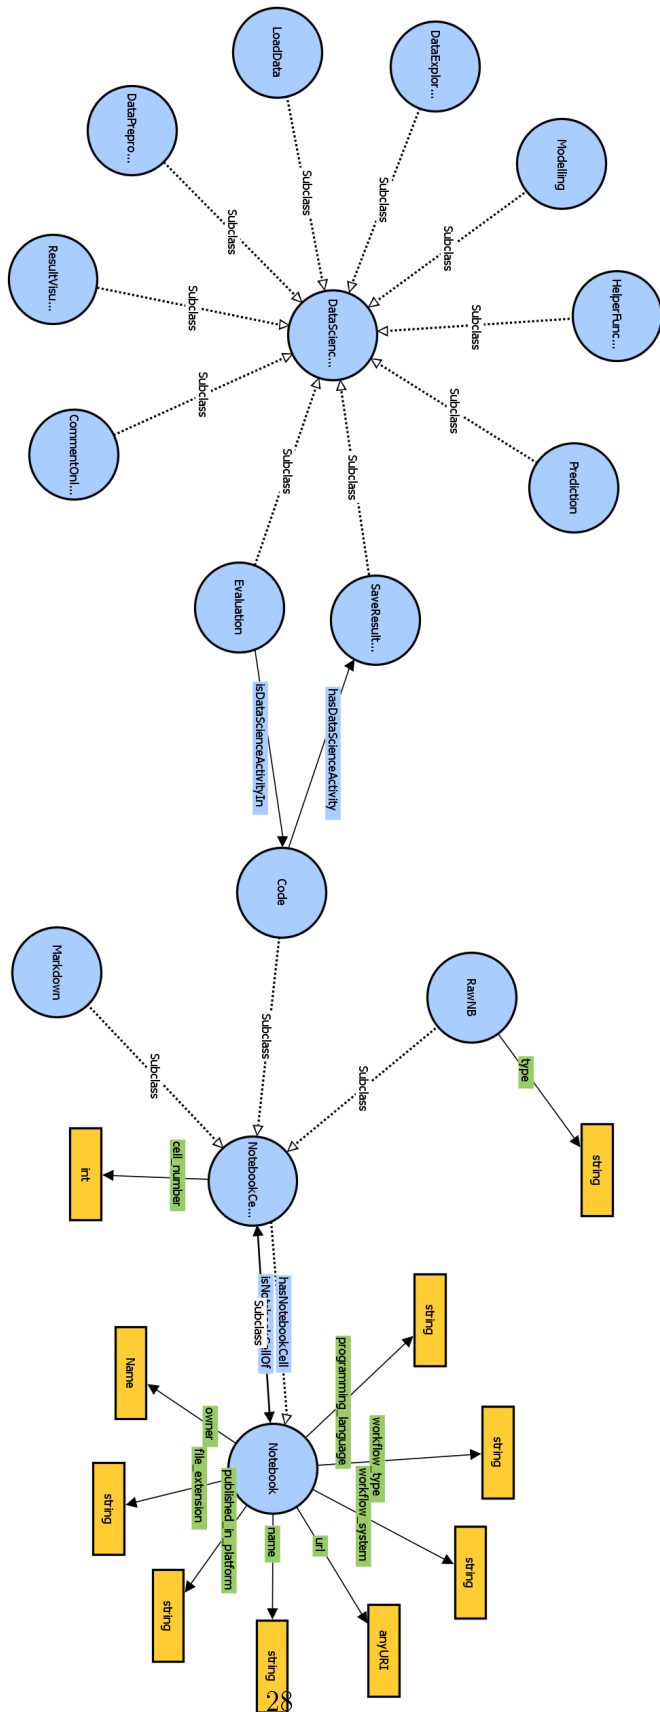 LoadData
DataExplor...
DataPrepro...
Modelling
Subclass
Subclass
Subclass
Subclass
ResultVisu...
HelperFunc...
Subclass
Subclass
DataScienc...
Subclass
Subclass
CommentOnI...
Prediction
Subclass
Subclass
Evaluation
SaveResult...
isDataScienceActivityIn
hasDataScienceActivity
Code
Markdown
RawNB
Subclass
Subclass
Subclass
type
string
int
cell_number
NotebookCe...
hasNotebookCell
Subclass
string
programming_language
Name
owner
Notebook
workflow_type
string
workflow_system
string
file_extension
string
published_in_platform
string
name
string
url
anyURI
28